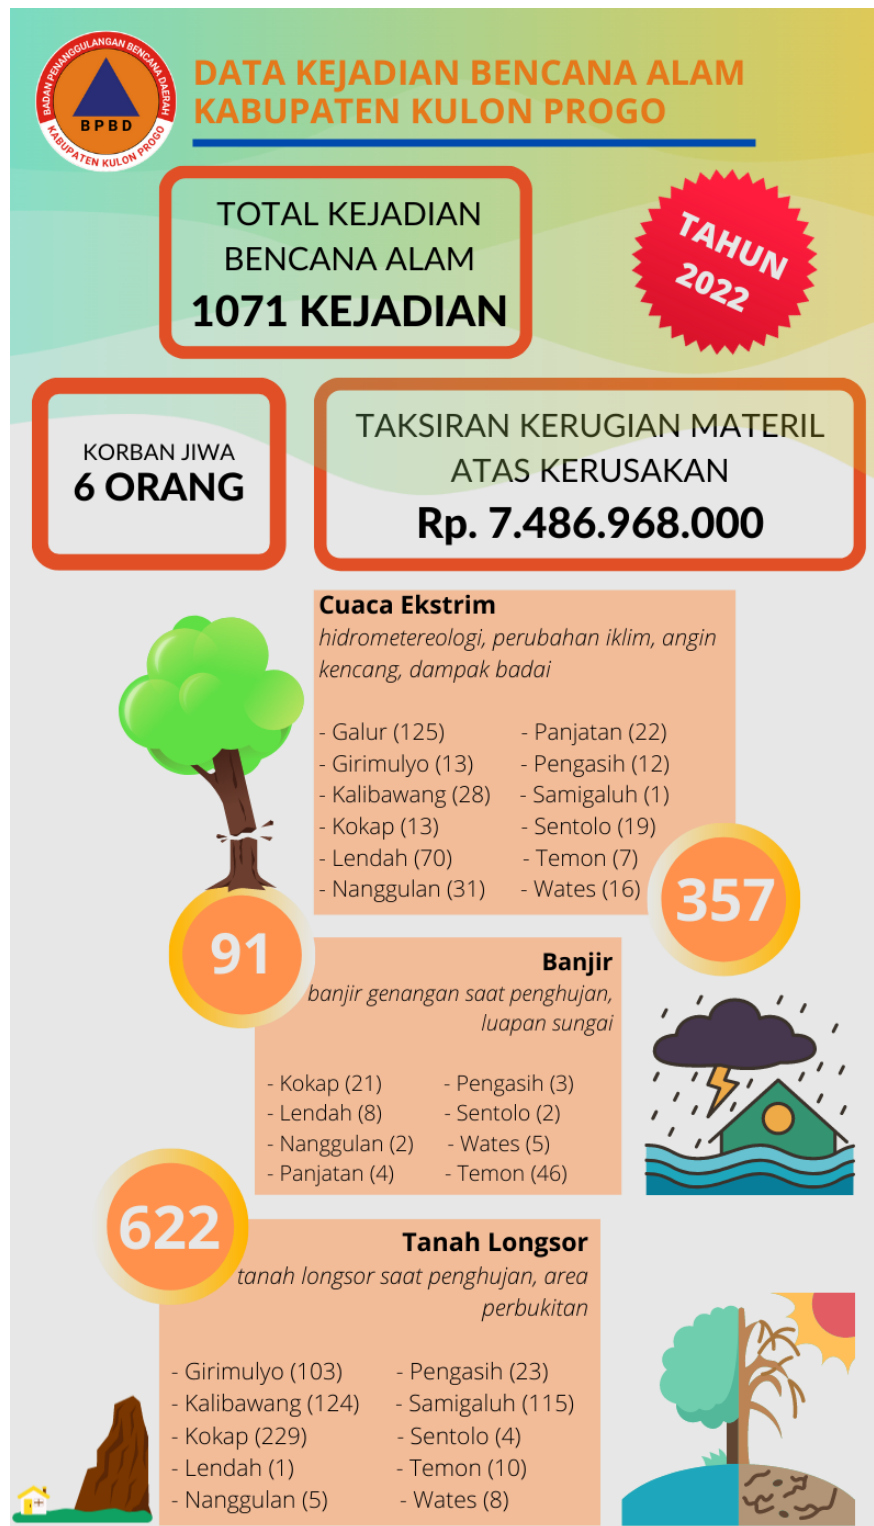 BADAN PENANGGULANGAN BENCANA DAERAH
BPBD
KABUPATEN KULON PROGO
DATA KEJADIAN BENCANA ALAM
KABUPATEN KULON PROGO
TOTAL KEJADIAN
BENCANA ALAM
1071 KEJADIAN
TAHUN
2022
KORBAN JIWA
6 ORANG
TAKSIRAN KERUGIAN MATERIL
ATAS KERUSAKAN
Rp. 7.486.968.000
Cuaca Ekstrim
hidrometereologi, perubahan iklim, angin
kencang, dampak badai
- Galur (125)
- Girimulyo (13)
- Kalibawang (28)
- Kokap (13)
- Lendah (70)
- Nanggulan (31)
- Panjatan (22)
- Pengasih (12)
- Samigaluh (1)
- Sentolo (19)
- Temon (7)
- Wates (16)
357
91
Banjir
banjir genangan saat penghujan,
luapan sungai
- Kokap (21)
- Lendah (8)
- Nanggulan (2)
- Panjatan (4)
- Pengasih (3)
- Sentolo (2)
- Wates (5)
- Temon (46)
622
Tanah Longsor
tanah longsor saat penghujan, area
perbukitan
- Girimulyo (103)
- Kalibawang (124)
- Kokap (229)
- Lendah (1)
- Nanggulan (5)
- Pengasih (23)
- Samigaluh (115)
- Sentolo (4)
- Temon (10)
- Wates (8)